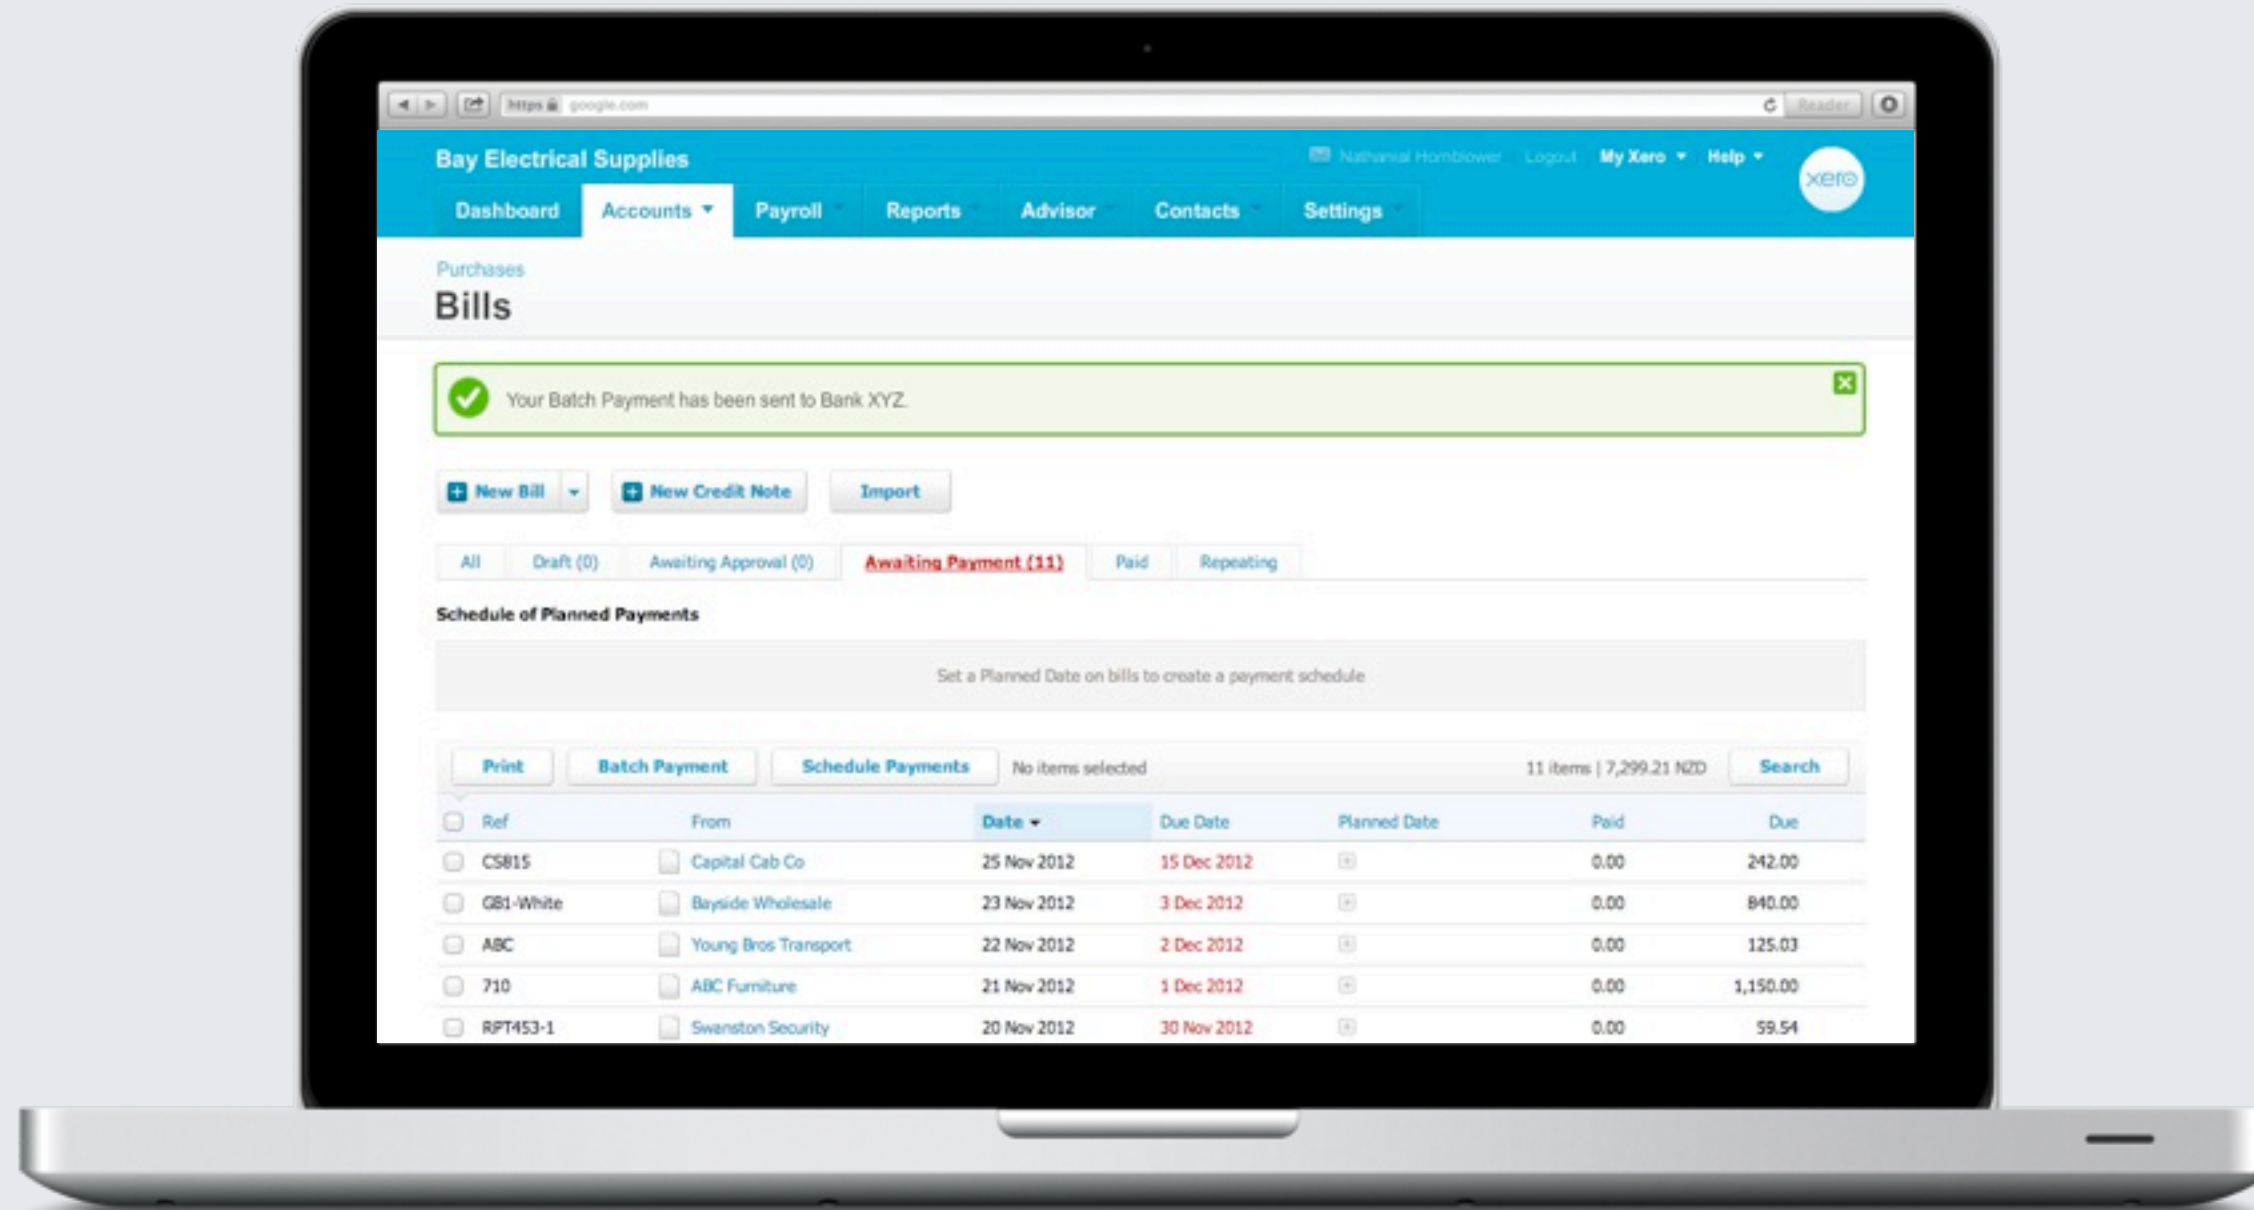 https google.com Reader
Bay Electrical Supplies Nathanial Hornblower Logout My Xero Help
xero
Dashboard Accounts Payroll Reports Advisor Contacts Settings
Purchases
Bills
Your Batch Payment has been sent to Bank XYZ.
New Bill New Credit Note Import
All Draft (0) Awaiting Approval (0) Awaiting Payment (11) Paid Repeating
Schedule of Planned Payments
Set a Planned Date on bills to create a payment schedule
Print Batch Payment Schedule Payments No items selected 11 items | 7,299.21 NZD Search
Ref From Date Due Date Planned Date Paid Due
CS815 Capital Cab Co 25 Nov 2012 15 Dec 2012 0.00 242.00
GB1-White Bayside Wholesale 23 Nov 2012 3 Dec 2012 0.00 840.00
ABC Young Bros Transport 22 Nov 2012 2 Dec 2012 0.00 125.03
710 ABC Furniture 21 Nov 2012 1 Dec 2012 0.00 1,150.00
RPT453-1 Swanston Security 20 Nov 2012 30 Nov 2012 0.00 59.54